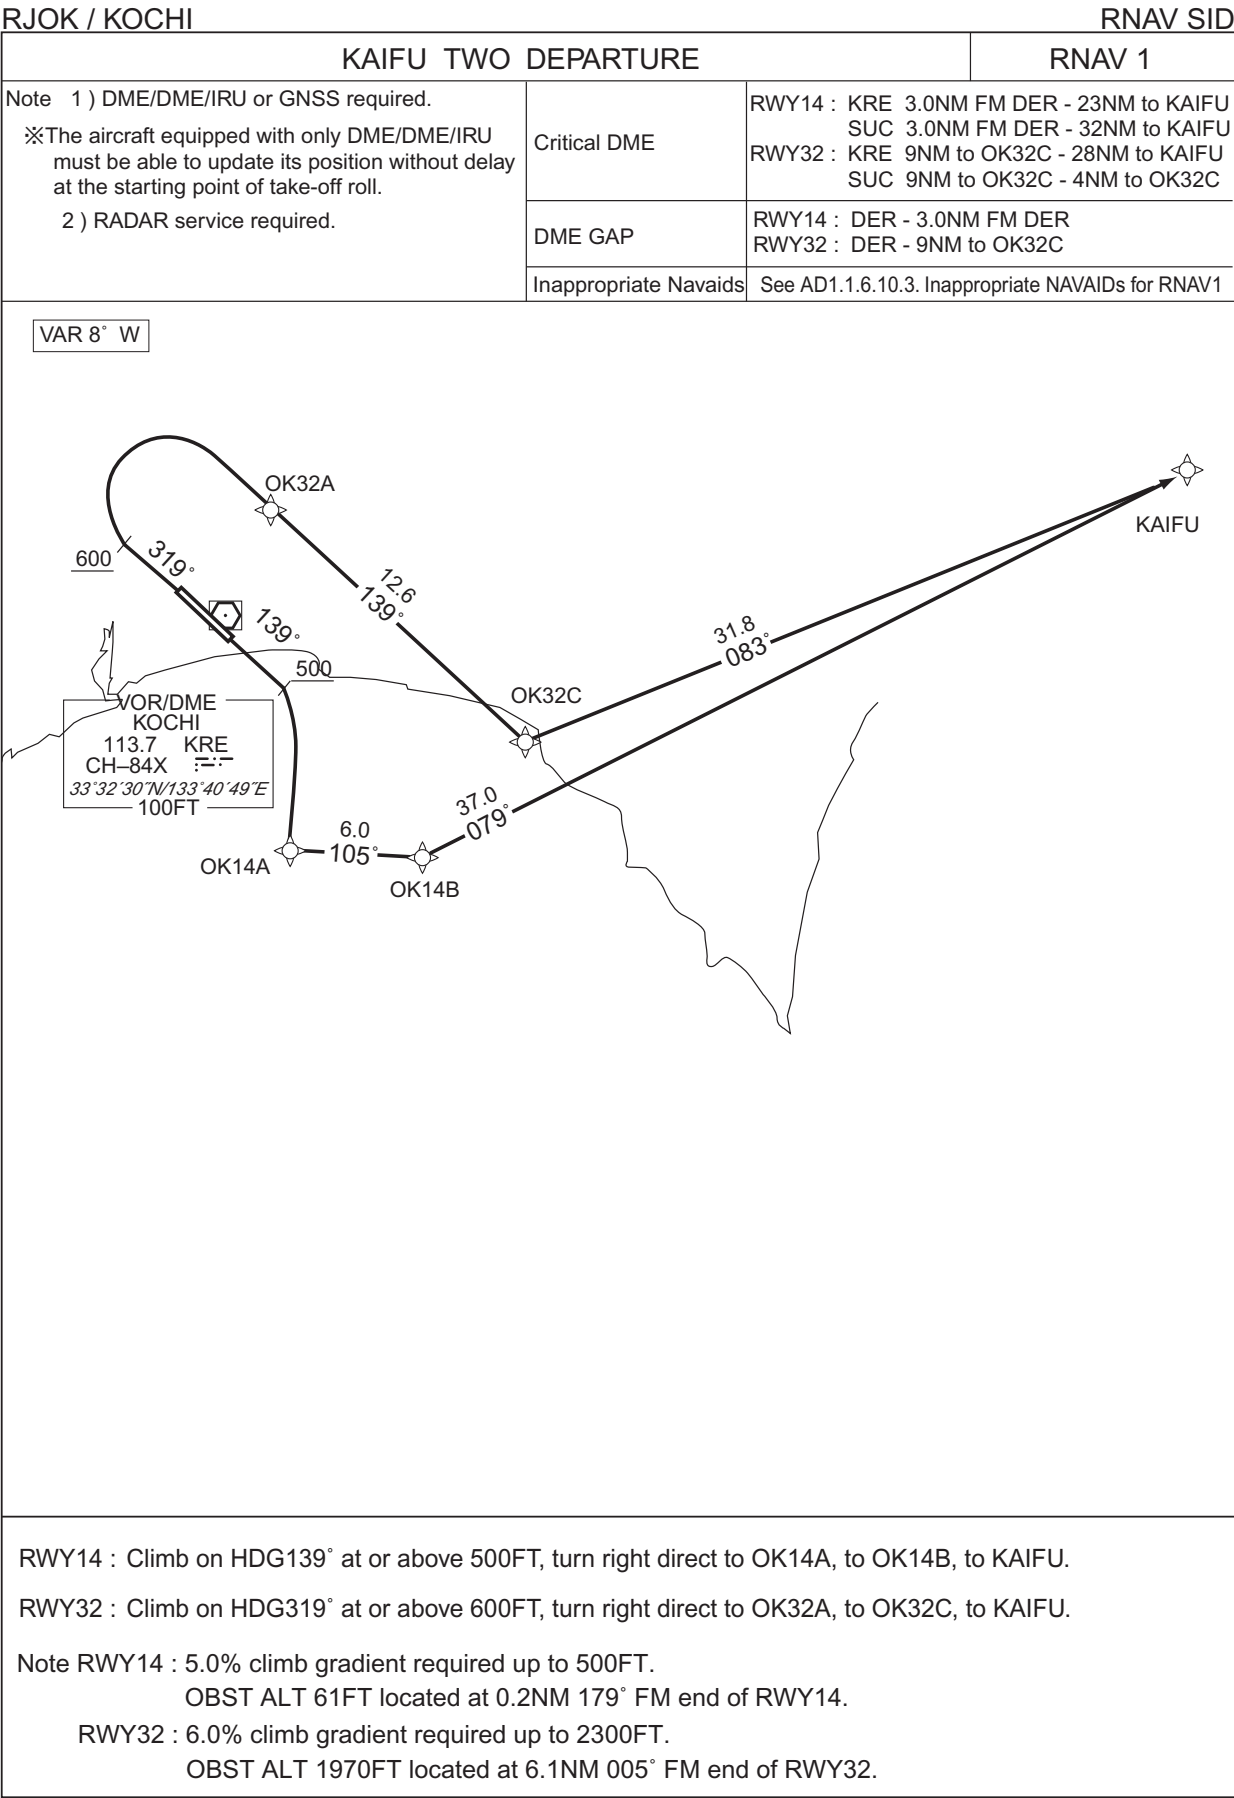 RJOK / KOCHI
RNAV SID
KAIFU TWO DEPARTURE
RNAV 1
Note 1 ) DME/DME/IRU or GNSS required.
※The aircraft equipped with only DME/DME/IRU
must be able to update its position without delay
at the starting point of take-off roll.
2 ) RADAR service required.
Critical DME
RWY14 : KRE 3.0NM FM DER - 23NM to KAIFU
SUC 3.0NM FM DER - 32NM to KAIFU
RWY32 : KRE 9NM to OK32C - 28NM to KAIFU
SUC 9NM to OK32C - 4NM to OK32C
DME GAP
RWY14 : DER - 3.0NM FM DER
RWY32 : DER - 9NM to OK32C
Inappropriate Navaids
See AD1.1.6.10.3. Inappropriate NAVAIDs for RNAV1
VAR 8° W
OK32A
KAIFU
600
319°
12.6
139°
139°
31.8
083°
500
OK32C
VOR/DME
KOCHI
113.7 KRE
CH–84X
33°32´30˝N/133°40´49˝E
100FT
37.0
079°
6.0
105°
OK14A
OK14B
RWY14 : Climb on HDG139° at or above 500FT, turn right direct to OK14A, to OK14B, to KAIFU.
RWY32 : Climb on HDG319° at or above 600FT, turn right direct to OK32A, to OK32C, to KAIFU.
Note RWY14 : 5.0% climb gradient required up to 500FT.
OBST ALT 61FT located at 0.2NM 179° FM end of RWY14.
RWY32 : 6.0% climb gradient required up to 2300FT.
OBST ALT 1970FT located at 6.1NM 005° FM end of RWY32.